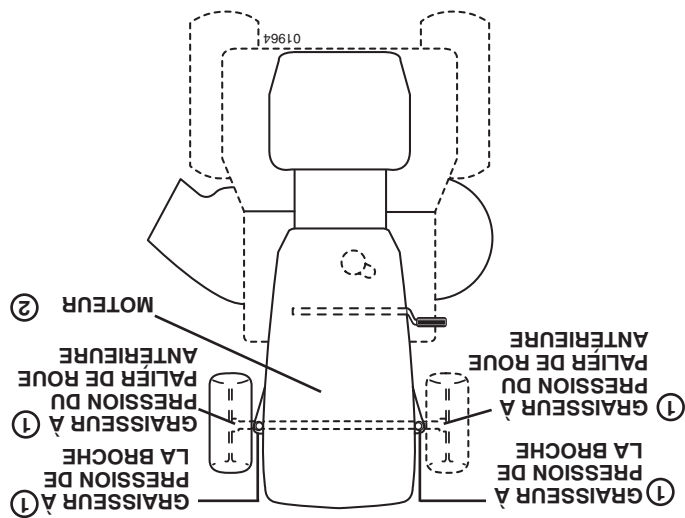 ① GRAISSEUR À
PRESSION DE
LA BROCHE
GRAISSEUR À ①
PRESSION DE
LA BROCHE
① GRAISSEUR À
PRESSION DU
PALIER DE ROUE
ANTÉRIEURE
GRAISSEUR À ①
PRESSION DU
PALIER DE ROUE
ANTÉRIEURE
MOTEUR ②
01964